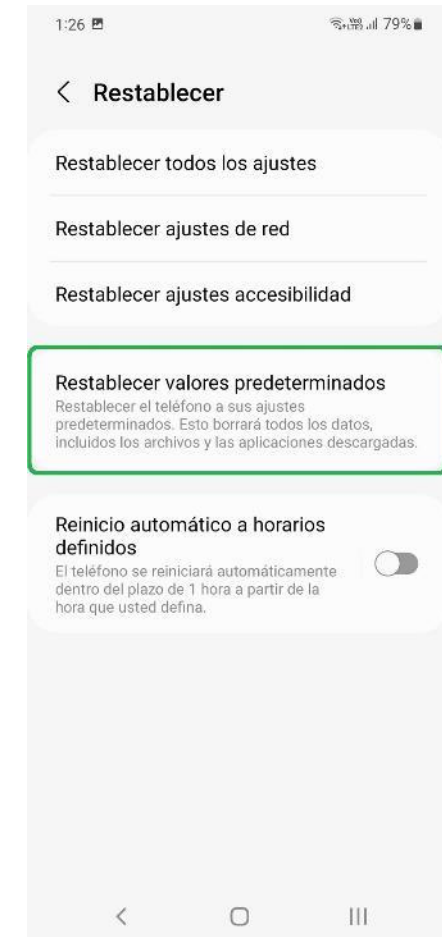 1:26 79%
Restablecer
Restablecer todos los ajustes
Restablecer ajustes de red
Restablecer ajustes accesibilidad
Restablecer valores predeterminados
Restablecer el teléfono a sus ajustes
predeterminados. Esto borrará todos los datos,
incluidos los archivos y las aplicaciones descargadas.
Reinicio automático a horarios
definidos
El teléfono se reiniciará automáticamente
dentro del plazo de 1 hora a partir de la
hora que usted defina.